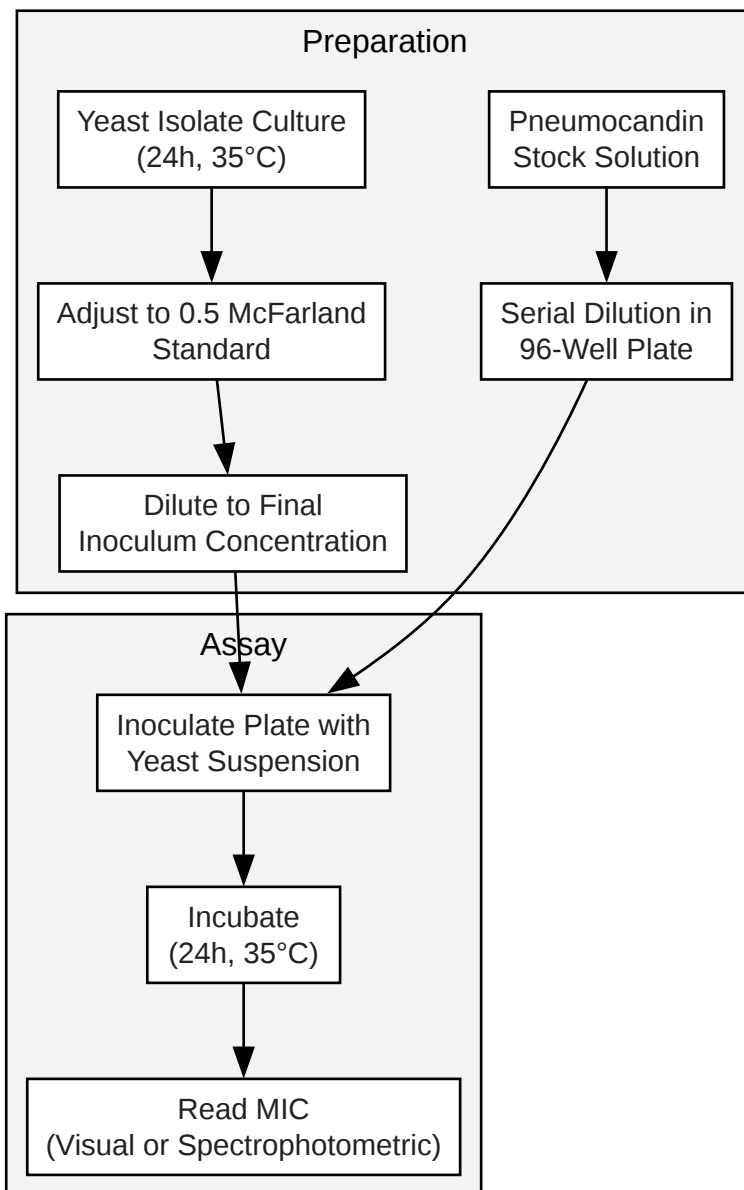 Preparation
Yeast Isolate Culture
(24h, 35°C)
Pneumocandin
Stock Solution
Adjust to 0.5 McFarland
Standard
Serial Dilution in
96-Well Plate
Dilute to Final
Inoculum Concentration
Assay
Inoculate Plate with
Yeast Suspension
Incubate
(24h, 35°C)
Read MIC
(Visual or Spectrophotometric)